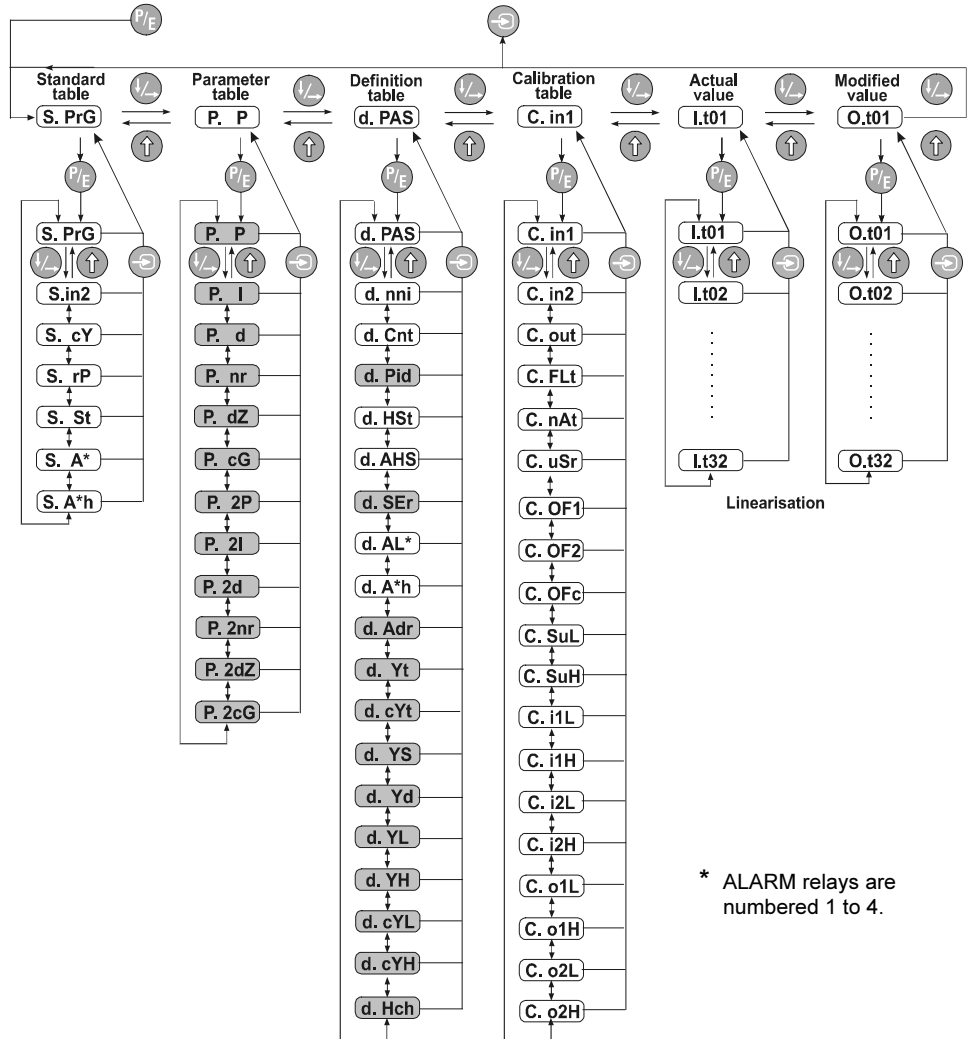 P/E
Standard table
Parameter table
Definition table
Calibration table
Actual value
Modified value
S. PrG
P. P
d. PAS
C. in1
I.t01
O.t01
P/E
P/E
P/E
P/E
P/E
P/E
S. PrG
S.in2
S. cY
S. rP
S. St
S. A*
S. A*h
P. P
P. I
P. d
P. nr
P. dZ
P. cG
P. 2P
P. 2I
P. 2d
P. 2nr
P. 2dZ
P. 2cG
d. PAS
d. nni
d. Cnt
d. Pid
d. HSt
d. AHS
d. SEr
d. AL*
d. A*h
d. Adr
d. Yt
d. cYt
d. YS
d. Yd
d. YL
d. YH
d. cYL
d. cYH
d. Hch
C. in1
C. in2
C. out
C. FLt
C. nAt
C. uSr
C. OF1
C. OF2
C. OFc
C. SuL
C. SuH
C. i1L
C. i1H
C. i2L
C. i2H
C. o1L
C. o1H
C. o2L
C. o2H
I.t01
I.t02
I.t32
O.t01
O.t02
O.t32
Linearisation
* ALARM relays are
numbered 1 to 4.